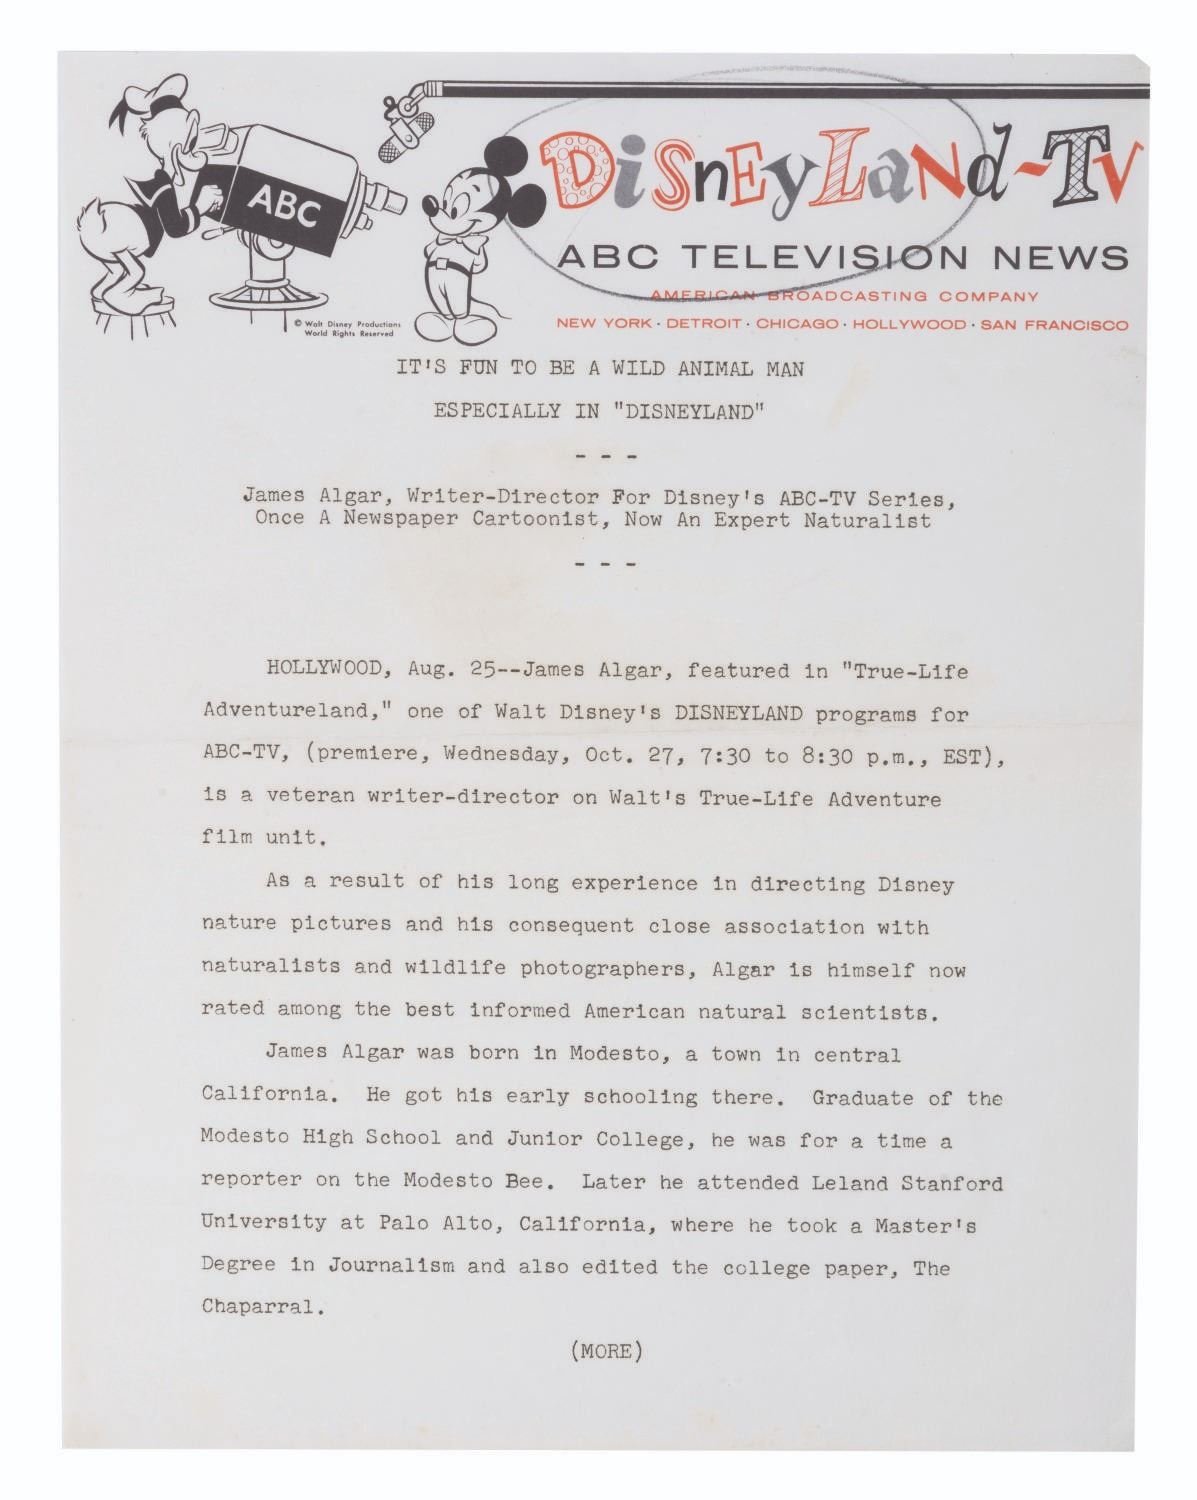 DiSnEyLaNd-Tv
ABC
ABC TELEVISION NEWS
AMERICAN BROADCASTING COMPANY
NEW YORK · DETROIT · CHICAGO · HOLLYWOOD · SAN FRANCISCO
© Walt Disney Productions
World Rights Reserved
IT'S FUN TO BE A WILD ANIMAL MAN
ESPECIALLY IN "DISNEYLAND"
- - -
James Algar, Writer-Director For Disney's ABC-TV Series,
Once A Newspaper Cartoonist, Now An Expert Naturalist
- - -
HOLLYWOOD, Aug. 25--James Algar, featured in "True-Life
Adventureland," one of Walt Disney's DISNEYLAND programs for
ABC-TV, (premiere, Wednesday, Oct. 27, 7:30 to 8:30 p.m., EST),
is a veteran writer-director on Walt's True-Life Adventure
film unit.
As a result of his long experience in directing Disney
nature pictures and his consequent close association with
naturalists and wildlife photographers, Algar is himself now
rated among the best informed American natural scientists.
James Algar was born in Modesto, a town in central
California. He got his early schooling there. Graduate of the
Modesto High School and Junior College, he was for a time a
reporter on the Modesto Bee. Later he attended Leland Stanford
University at Palo Alto, California, where he took a Master's
Degree in Journalism and also edited the college paper, The
Chaparral.
(MORE)